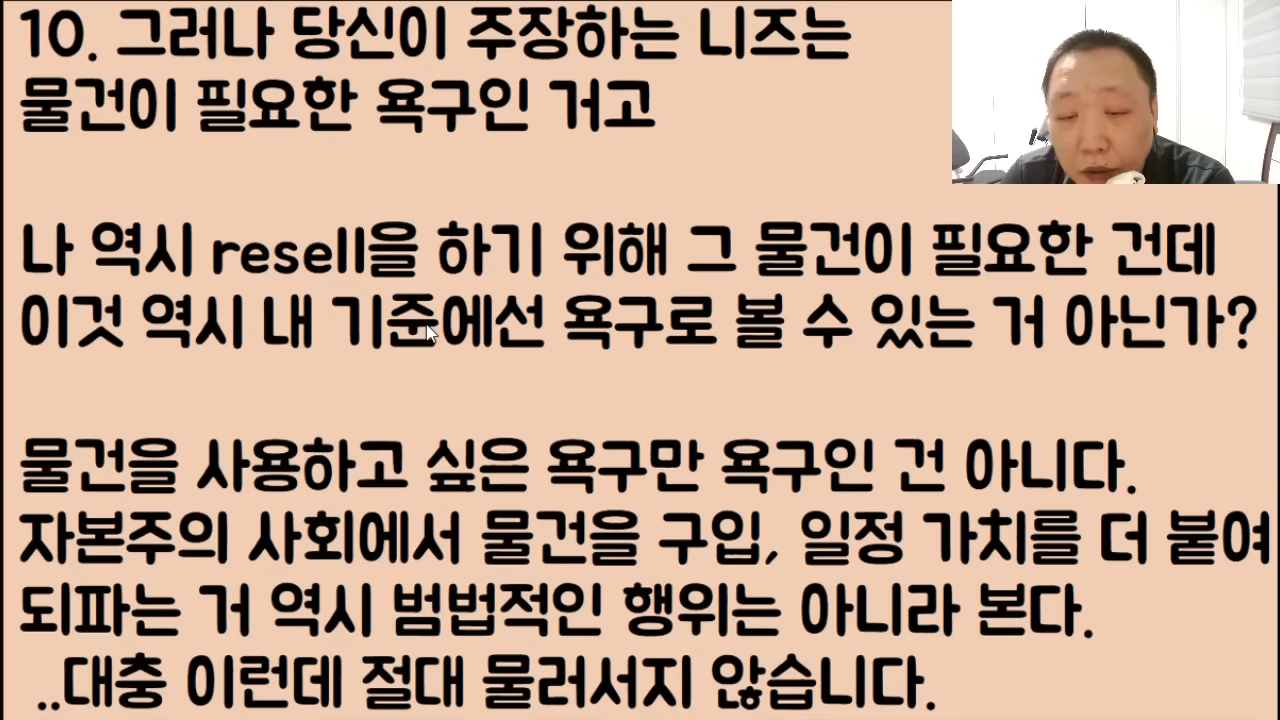 10. 그러나 당신이 주장하는 니즈는
물건이 필요한 욕구인 거고
나 역시 resell을 하기 위해 그 물건이 필요한 건데
이것 역시 내 기준에선 욕구로 볼 수 있는 거 아닌가?
물건을 사용하고 싶은 욕구만 욕구인 건 아니다.
자본주의 사회에서 물건을 구입, 일정 가치를 더 붙여
되파는 거 역시 범법적인 행위는 아니라 본다.
..대충 이런데 절대 물러서지 않습니다.